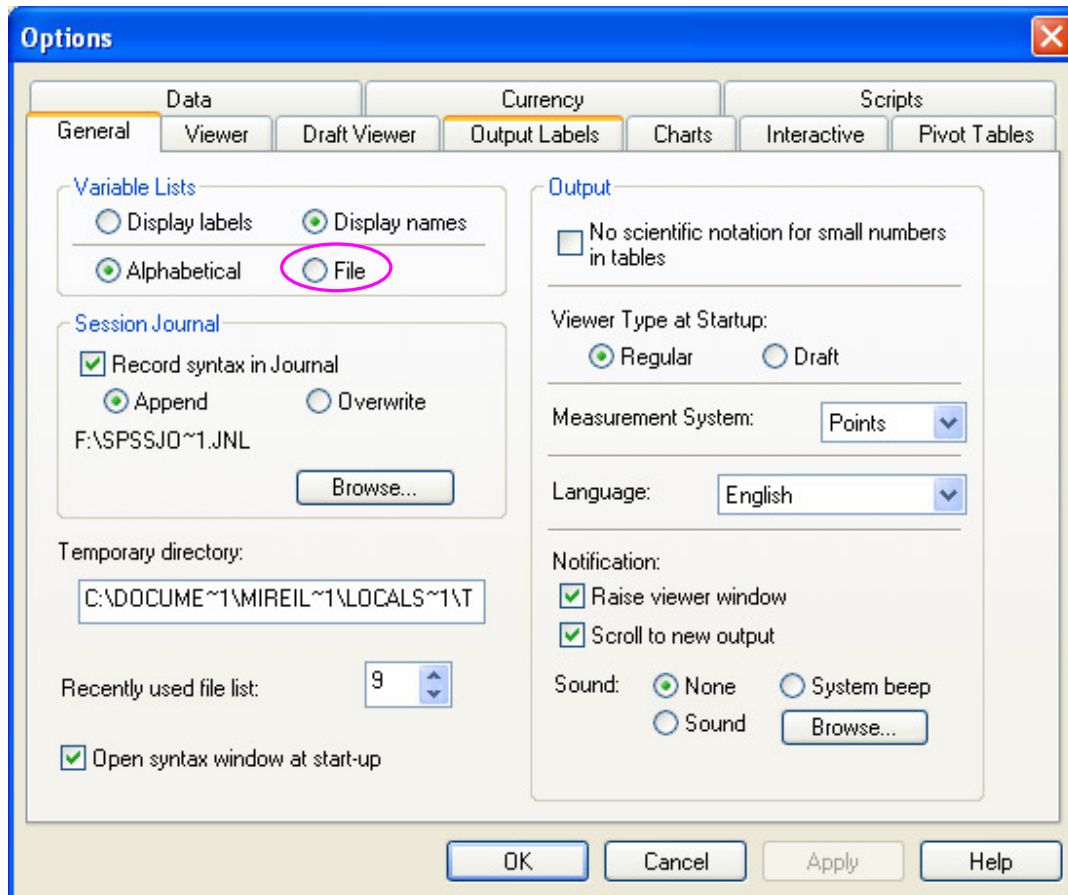 Options
Data Currency Scripts
General Viewer Draft Viewer Output Labels Charts Interactive Pivot Tables
Variable Lists
Display labels Display names
Alphabetical File
Session Journal
Record syntax in Journal
Append Overwrite
F:\SPSSJO~1.JNL
Browse...
Temporary directory:
C:\DOCUME~1\MIREIL~1\LOCALS~1\T
Recently used file list: 9
Open syntax window at start-up
Output
No scientific notation for small numbers
in tables
Viewer Type at Startup:
Regular Draft
Measurement System: Points
Language: English
Notification:
Raise viewer window
Scroll to new output
Sound: None System beep
Sound Browse...
OK Cancel Apply Help